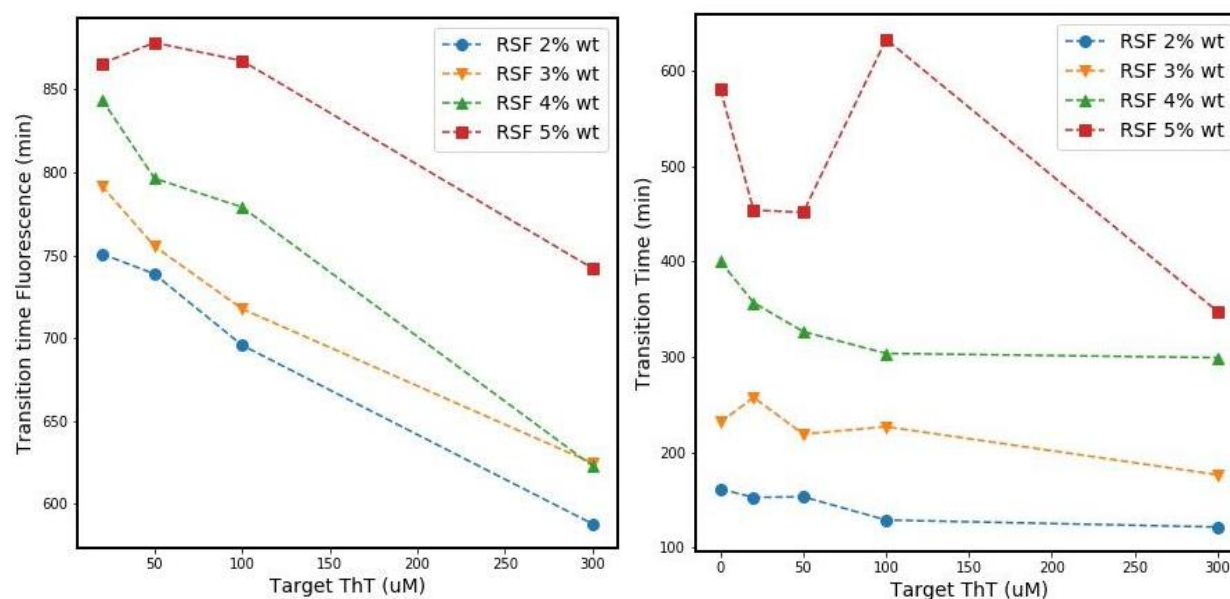 RSF 2% wt
RSF 3% wt
RSF 4% wt
RSF 5% wt
850
800
750
700
650
600
Transition time Fluorescence (min)
50 100 150 200 250 300
Target ThT (uM)
RSF 2% wt
RSF 3% wt
RSF 4% wt
RSF 5% wt
600
500
400
300
200
100
Transition Time (min)
0 50 100 150 200 250 300
Target ThT (uM)